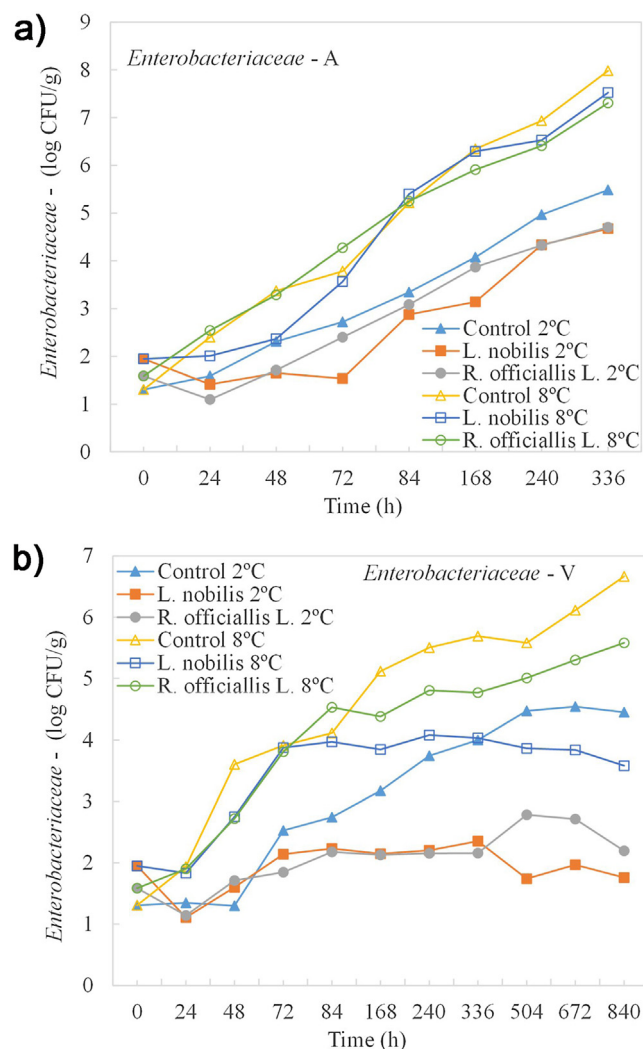 a)
Enterobacteriaceae - A
Enterobacteriaceae - (log CFU/g)
9
8
7
6
5
4
3
2
1
0
Control 2ºC
L. nobilis 2ºC
R. officiallis L. 2ºC
Control 8ºC
L. nobilis 8ºC
R. officiallis L. 8ºC
0 24 48 72 84 168 240 336
Time (h)
b)
Enterobacteriaceae - V
Enterobacteriaceae - (log CFU/g)
7
6
5
4
3
2
1
0
Control 2ºC
L. nobilis 2ºC
R. officiallis L. 2ºC
Control 8ºC
L. nobilis 8ºC
R. officiallis L. 8ºC
0 24 48 72 84 168 240 336 504 672 840
Time (h)